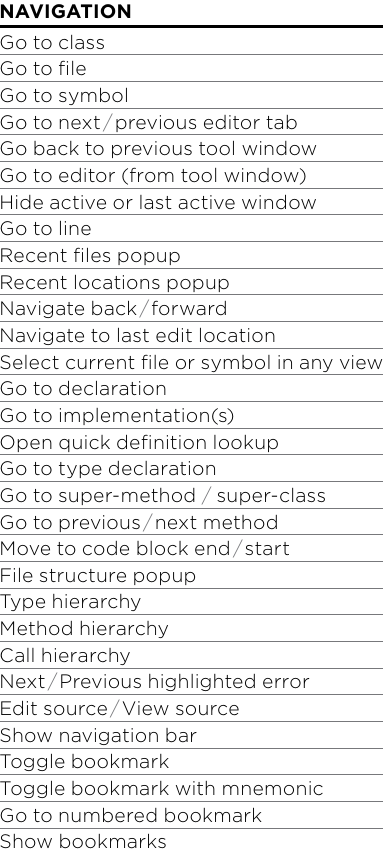 NAVIGATION
Go to class
Go to file
Go to symbol
Go to next/previous editor tab
Go back to previous tool window
Go to editor (from tool window)
Hide active or last active window
Go to line
Recent files popup
Recent locations popup
Navigate back/forward
Navigate to last edit location
Select current file or symbol in any view
Go to declaration
Go to implementation(s)
Open quick definition lookup
Go to type declaration
Go to super-method / super-class
Go to previous/next method
Move to code block end/start
File structure popup
Type hierarchy
Method hierarchy
Call hierarchy
Next/Previous highlighted error
Edit source/View source
Show navigation bar
Toggle bookmark
Toggle bookmark with mnemonic
Go to numbered bookmark
Show bookmarks